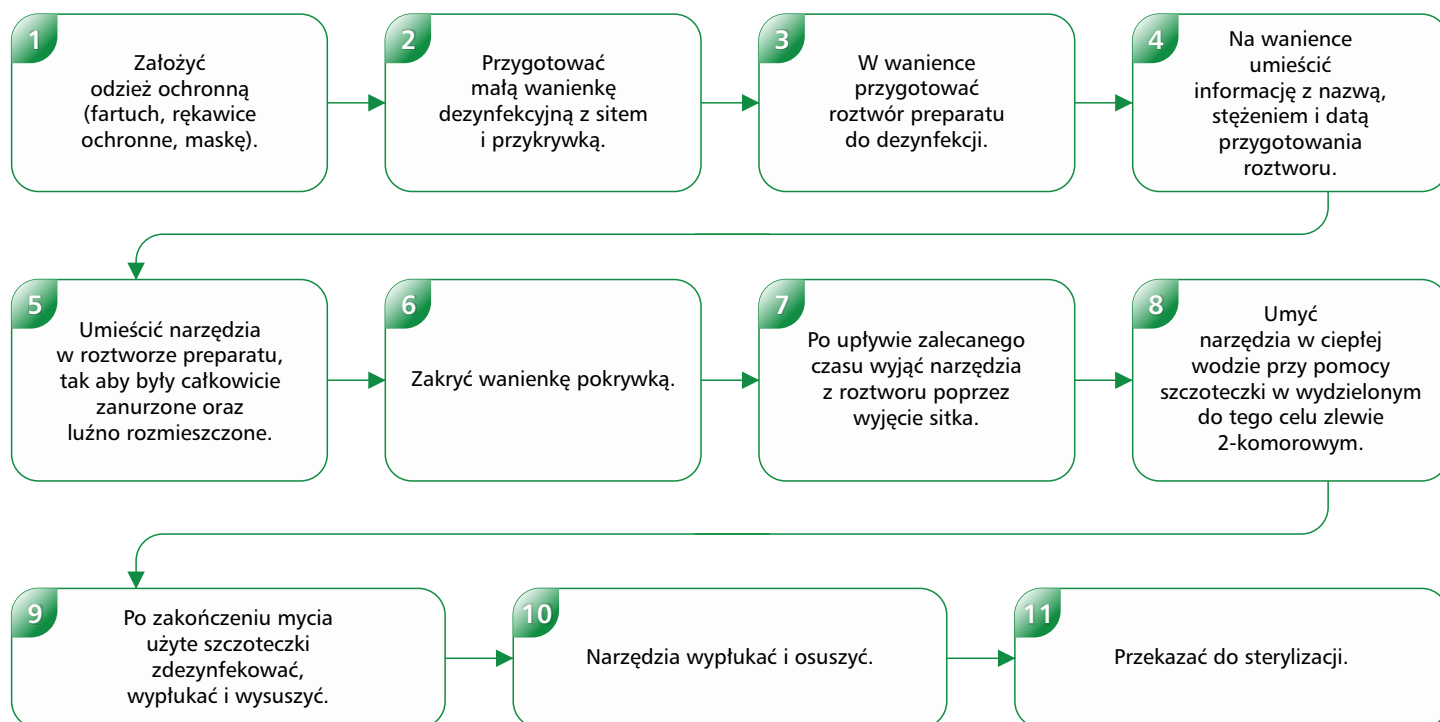 1
Założyć
odzież ochronną
(fartuch, rękawice
ochronne, maskę).
2
Przygotować
małą wanienkę
dezynfekcyjną z sitem
i przykrywką.
3
W wanience
przygotować
roztwór preparatu
do dezynfekcji.
4
Na wanience
umieścić
informację z nazwą,
stężeniem i datą
przygotowania
roztworu.
5
Umieścić narzędzia
w roztworze preparatu,
tak aby były całkowicie
zanurzone oraz
luźno rozmieszczone.
6
Zakryć wanienkę pokrywką.
7
Po upływie zalecanego
czasu wyjąć narzędzia
z roztworu poprzez
wyjęcie sitka.
8
Umyć
narzędzia w ciepłej
wodzie przy pomocy
szczoteczki w wydzielonym
do tego celu zlewie
2-komorowym.
9
Po zakończeniu mycia
użyte szczoteczki
zdezynfekować,
wypłukać i wysuszyć.
10
Narzędzia wypłukać i osuszyć.
11
Przekazać do sterylizacji.